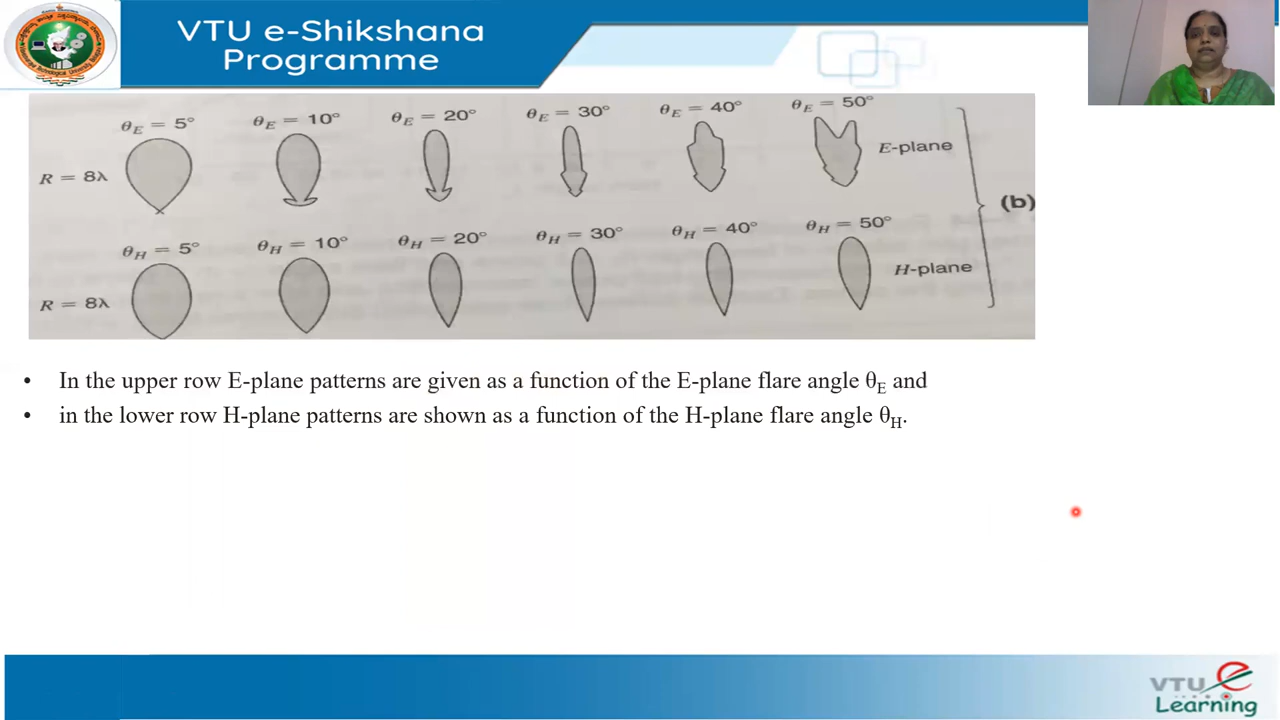 VTU e-Shikshana
Programme
θE = 5° θE = 10° θE = 20° θE = 30° θE = 40° θE = 50°
R = 8λ E-plane
(b)
θH = 5° θH = 10° θH = 20° θH = 30° θH = 40° θH = 50°
R = 8λ H-plane
• In the upper row E-plane patterns are given as a function of the E-plane flare angle θE and
• in the lower row H-plane patterns are shown as a function of the H-plane flare angle θH.
VTU e
Learning